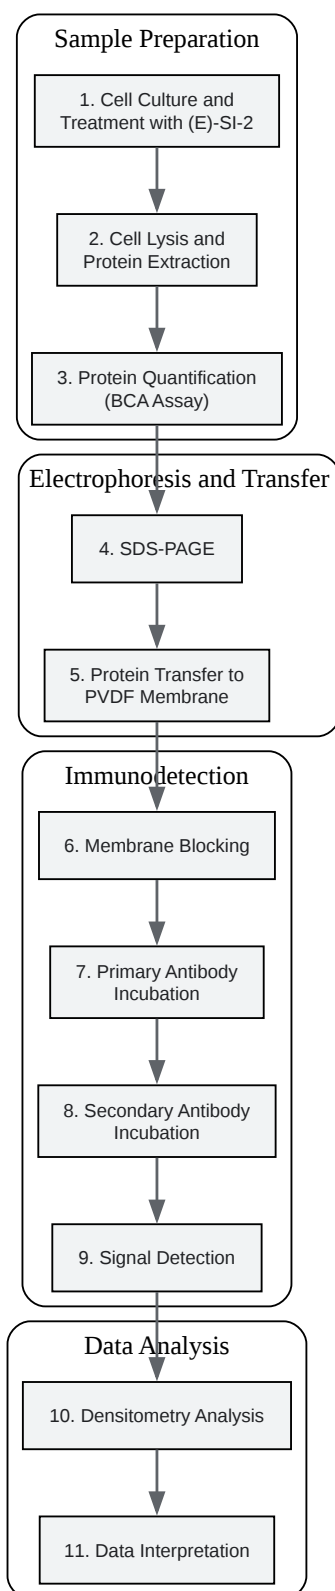 Sample Preparation
1. Cell Culture and
Treatment with (E)-SI-2
2. Cell Lysis and
Protein Extraction
3. Protein Quantification
(BCA Assay)
Electrophoresis and Transfer
4. SDS-PAGE
5. Protein Transfer to
PVDF Membrane
Immunodetection
6. Membrane Blocking
7. Primary Antibody
Incubation
8. Secondary Antibody
Incubation
9. Signal Detection
Data Analysis
10. Densitometry Analysis
11. Data Interpretation